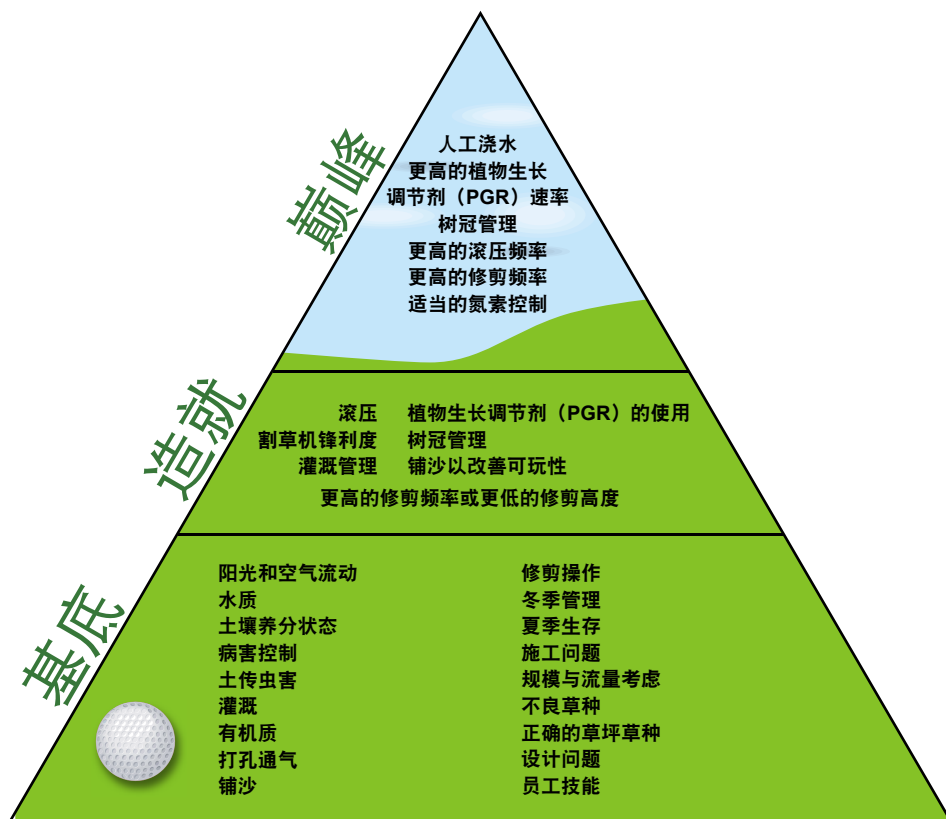 巅峰
人工浇水
更高的植物生长
调节剂（PGR）速率
树冠管理
更高的滚压频率
更高的修剪频率
适当的氮素控制
造就
滚压 植物生长调节剂（PGR）的使用
割草机锋利度 树冠管理
灌溉管理 铺沙以改善可玩性
更高的修剪频率或更低的修剪高度
基底
阳光和空气流动
水质
土壤养分状态
病害控制
土传虫害
灌溉
有机质
打孔通气
铺沙
修剪操作
冬季管理
夏季生存
施工问题
规模与流量考虑
不良草种
正确的草坪草种
设计问题
员工技能